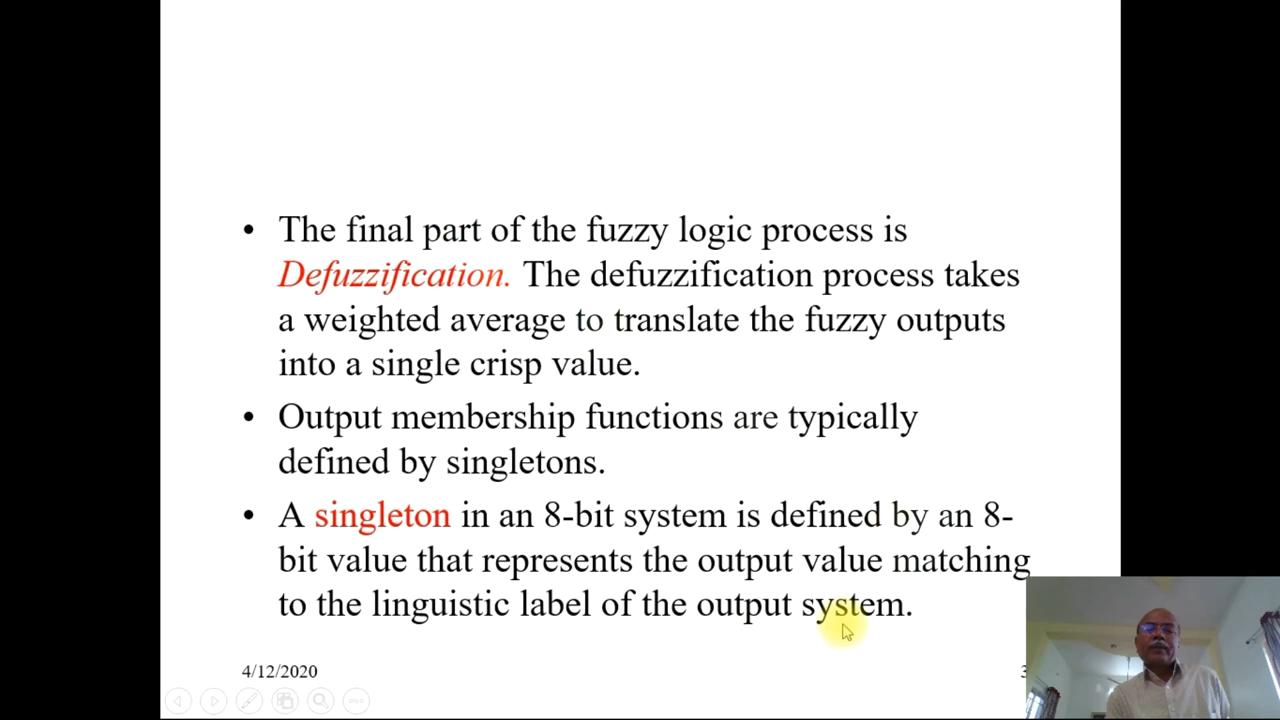 • The final part of the fuzzy logic process is
Defuzzification. The defuzzification process takes
a weighted average to translate the fuzzy outputs
into a single crisp value.
• Output membership functions are typically
defined by singletons.
• A singleton in an 8-bit system is defined by an 8-
bit value that represents the output value matching
to the linguistic label of the output system.
4/12/2020